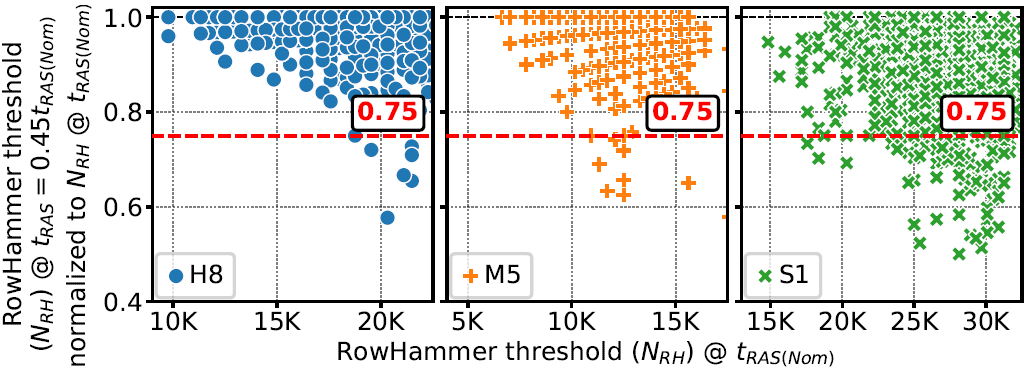 RowHammer threshold
(N_RH) @ t_RAS = 0.45t_RAS(Nom)
normalized to N_RH @ t_RAS(Nom)
1.0
0.8
0.6
0.4
0.75
0.75
0.75
H8
M5
S1
10K 15K 20K
5K 10K 15K
15K 20K 25K 30K
RowHammer threshold (N_RH) @ t_RAS(Nom)